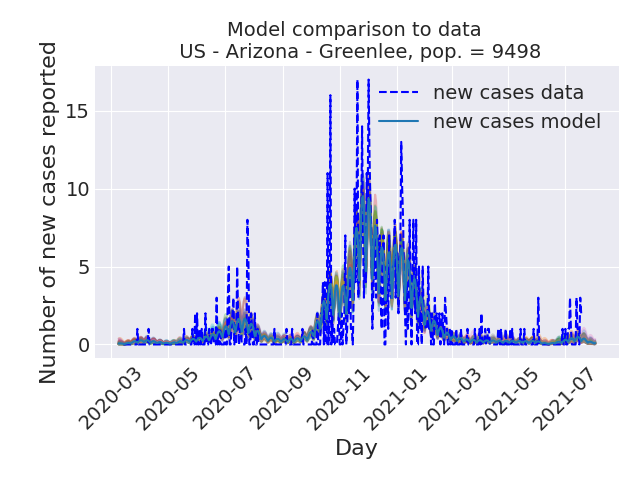 Model comparison to data
US - Arizona - Greenlee, pop. = 9498
Number of new cases reported
15
10
5
0
new cases data
new cases model
2020-03
2020-05
2020-07
2020-09
2020-11
2021-01
2021-03
2021-05
2021-07
Day